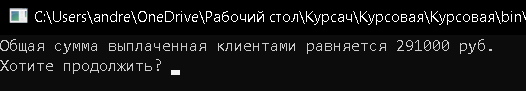 C:\Users\andre\OneDrive\Рабочий стол\Курсач\Курсовая\Курсовая\bin\
Общая сумма выплаченная клиентами равняется 291000 руб.
Хотите продолжить?